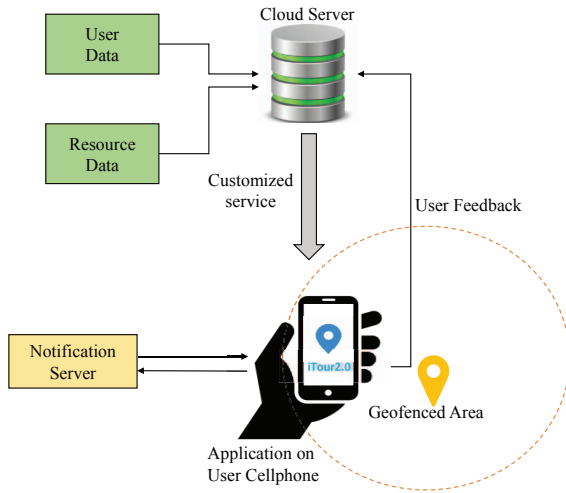 Cloud Server
User
Data
Resource
Data
Customized
service
User Feedback
Notification
Server
iTour2.0
Geofenced Area
Application on
User Cellphone